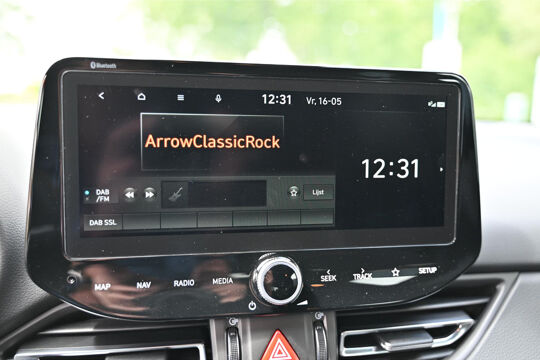 Bluetooth
12:31 Vr, 16-05
ArrowClassicRock
12:31
DAB
/FM
Lijst
DAB SSL
MAP NAV RADIO MEDIA SEEK TRACK SETUP